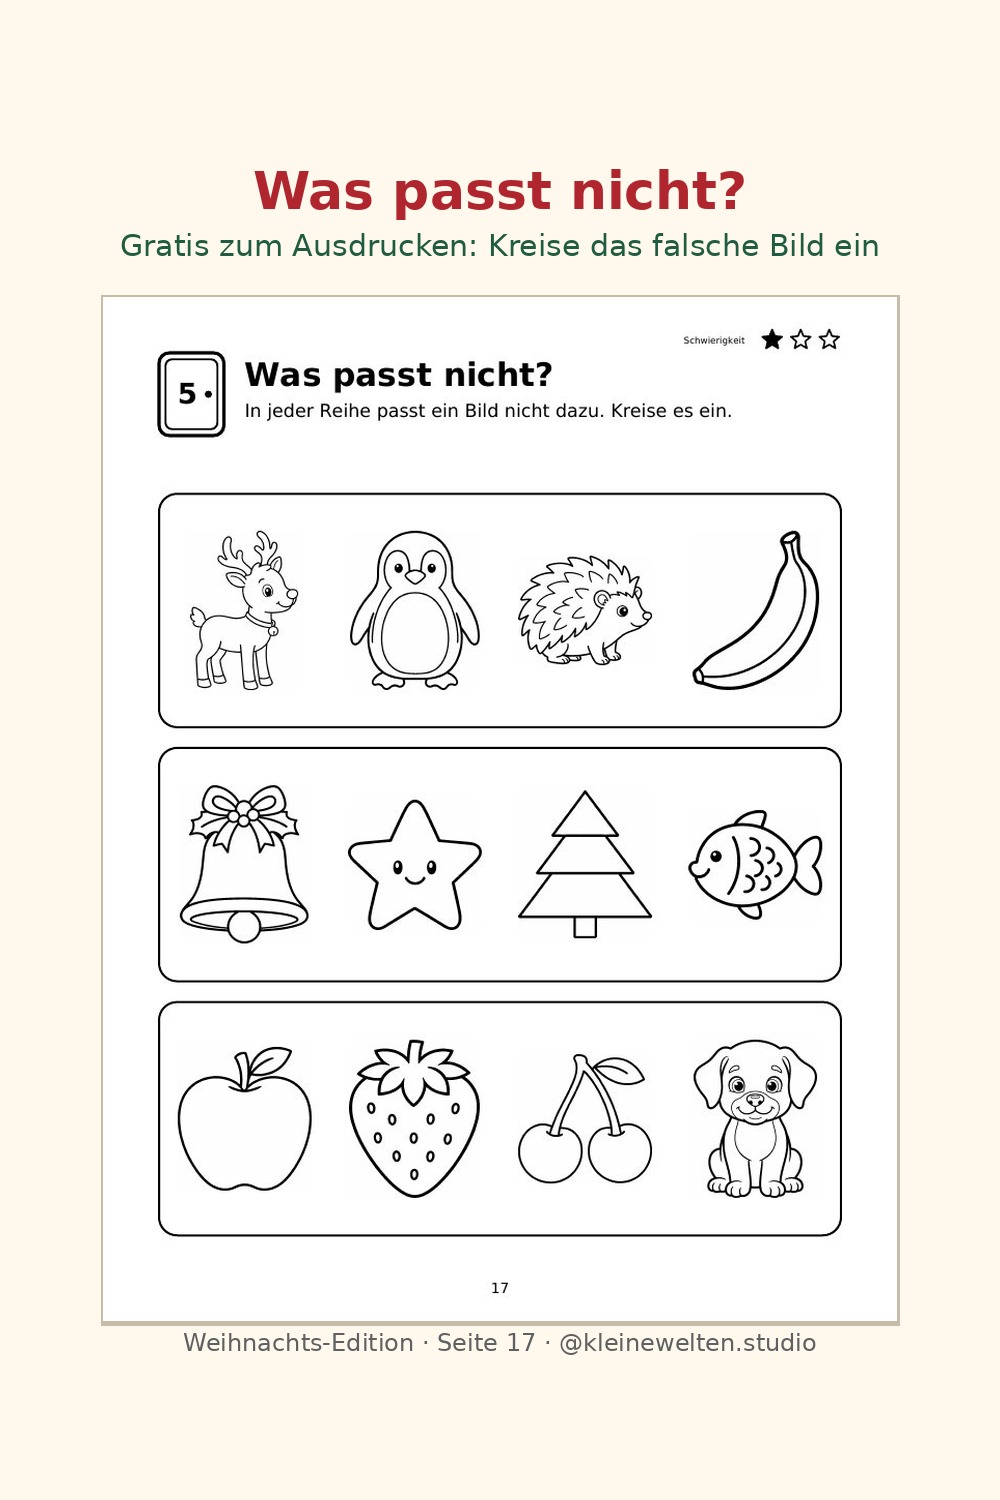 Was passt nicht?
Gratis zum Ausdrucken: Kreise das falsche Bild ein
Schwierigkeit
5
Was passt nicht?
In jeder Reihe passt ein Bild nicht dazu. Kreise es ein.
17
Weihnachts-Edition · Seite 17 · @kleinewelten.studio